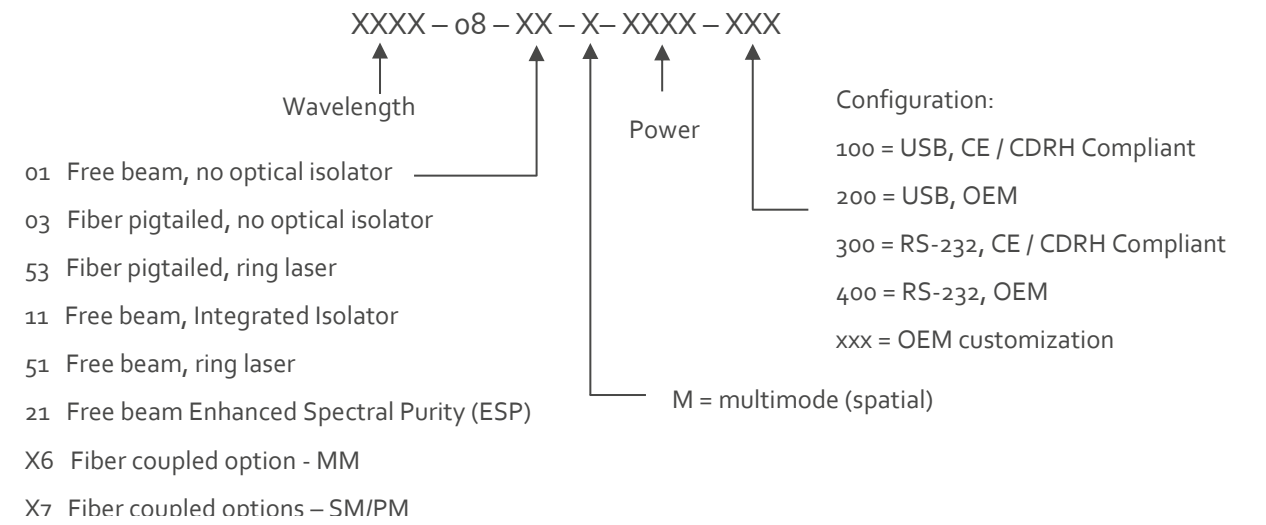 XXXX – 08 – XX – X– XXXX – XXX
Wavelength
Power
01 Free beam, no optical isolator
03 Fiber pigtailed, no optical isolator
53 Fiber pigtailed, ring laser
11 Free beam, Integrated Isolator
51 Free beam, ring laser
21 Free beam Enhanced Spectral Purity (ESP)
X6 Fiber coupled option - MM
X7 Fiber coupled options – SM/PM
Configuration:
100 = USB, CE / CDRH Compliant
200 = USB, OEM
300 = RS-232, CE / CDRH Compliant
400 = RS-232, OEM
xxx = OEM customization
M = multimode (spatial)